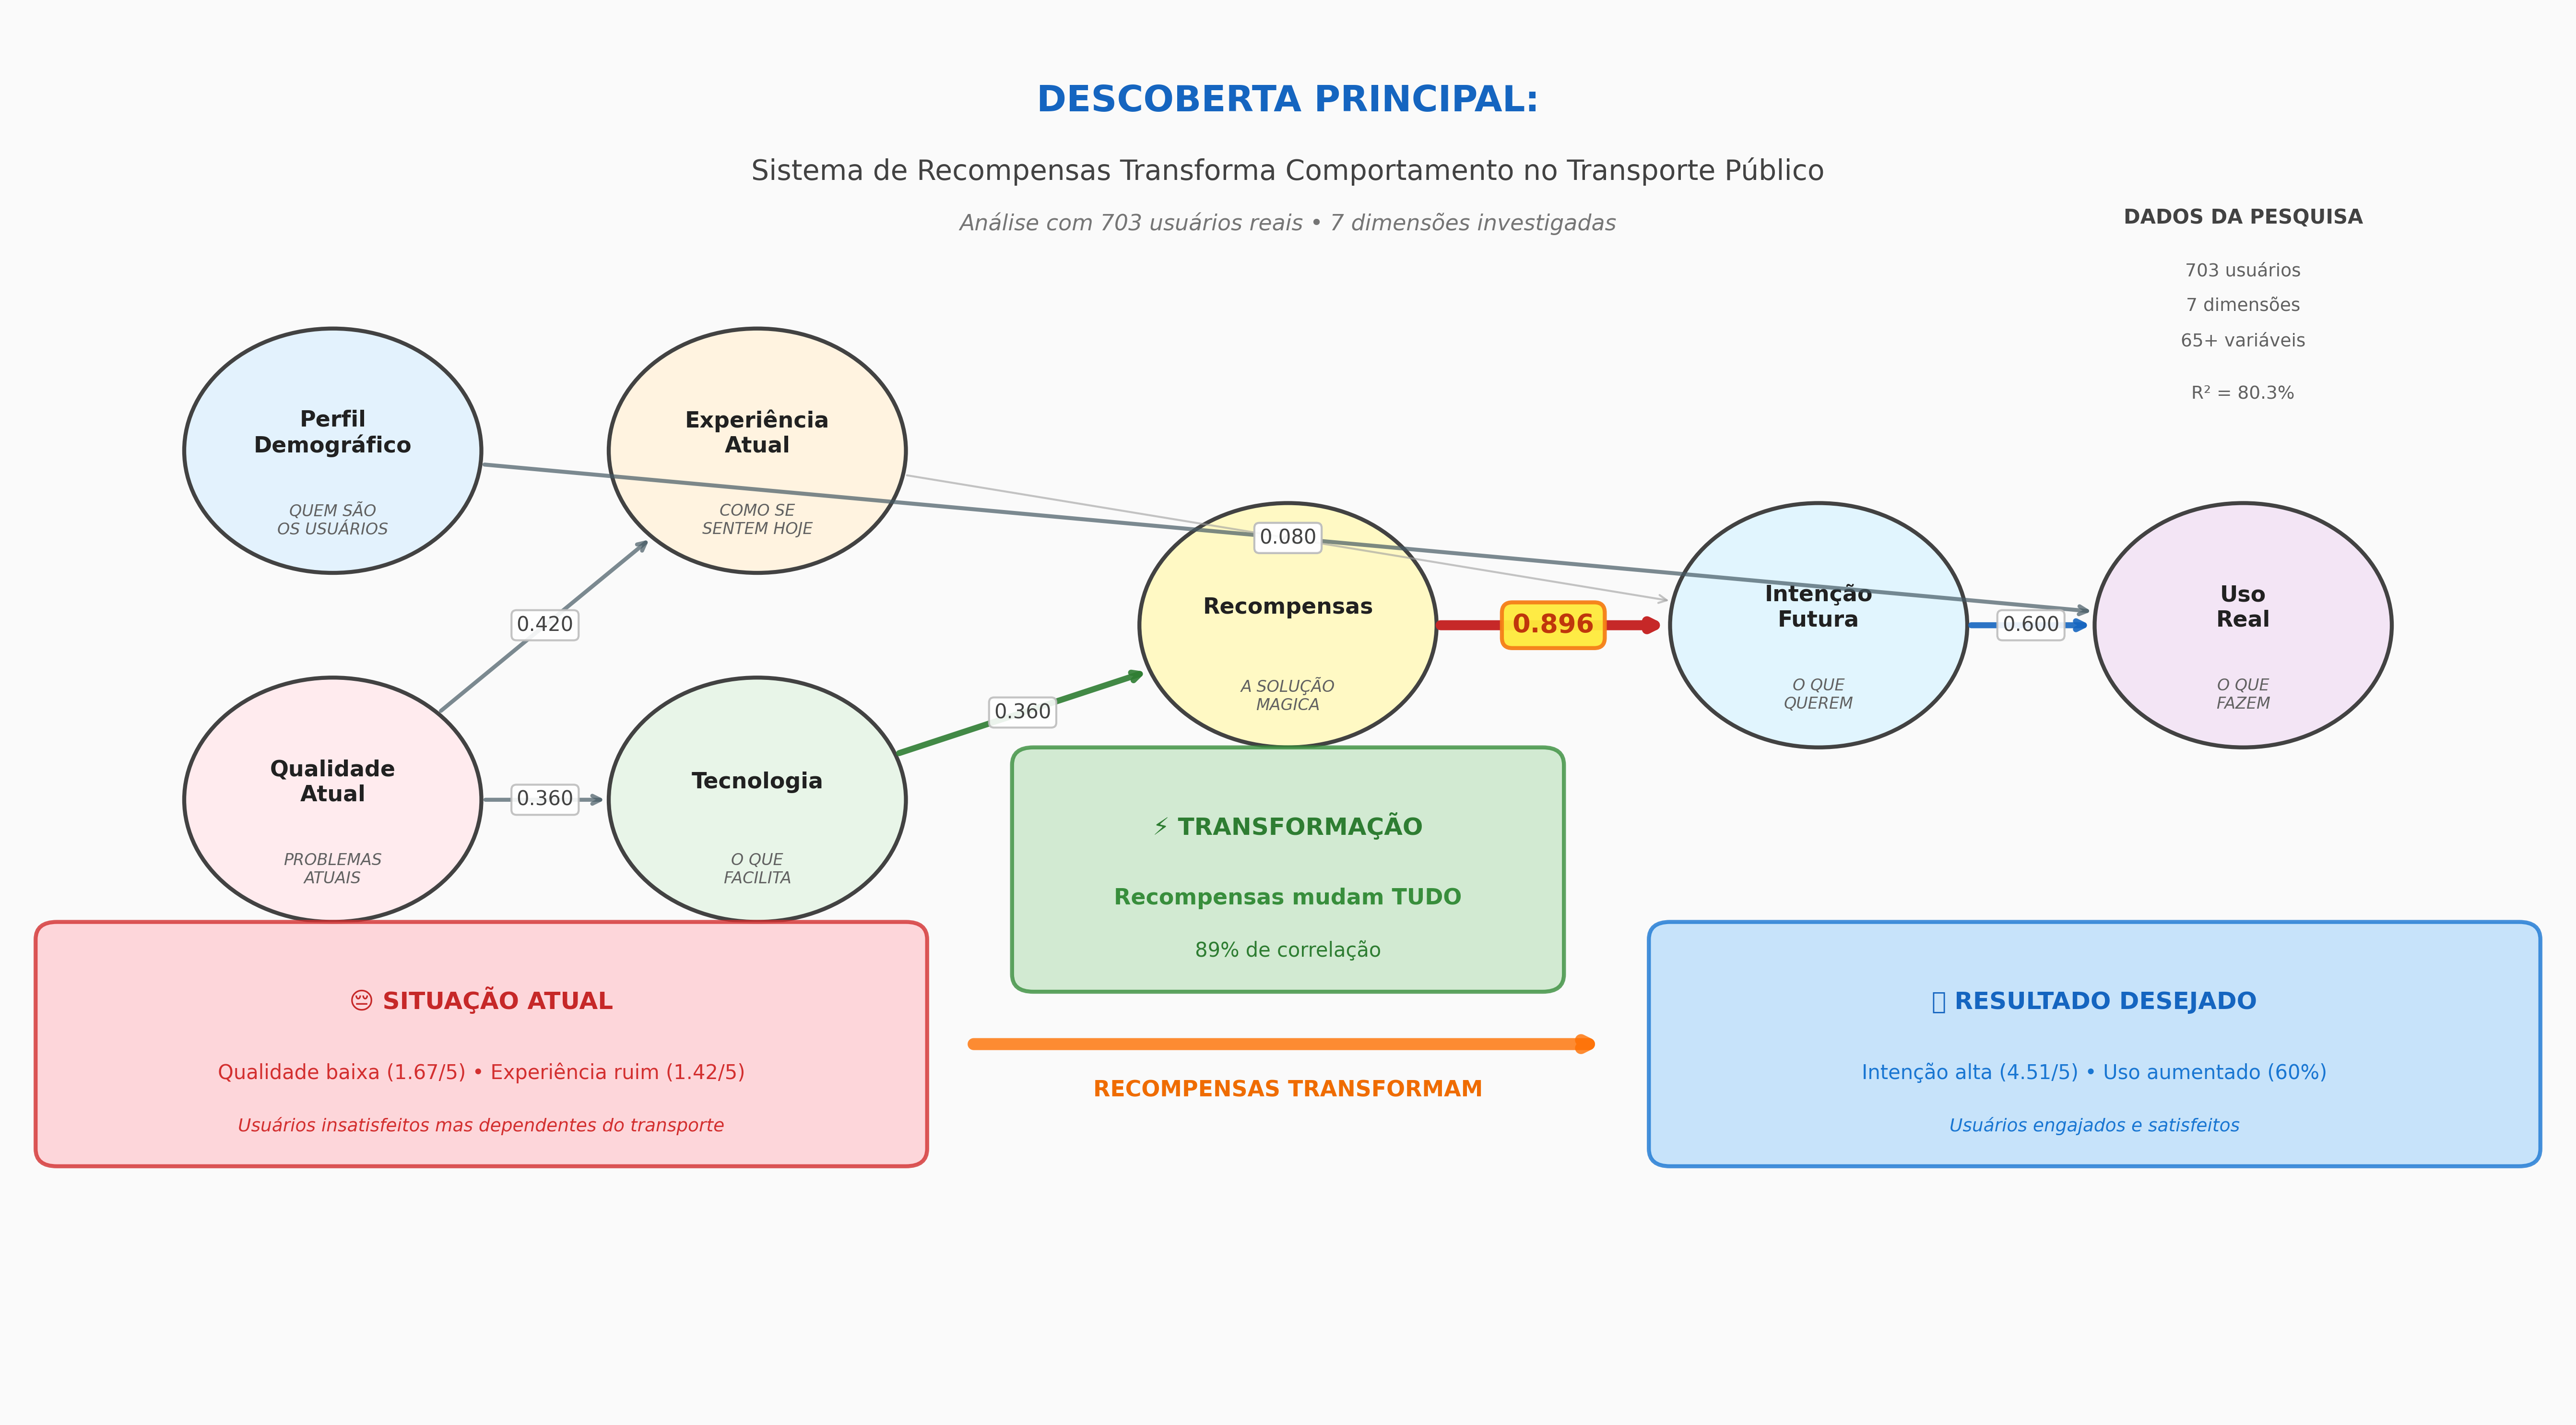 DESCOBERTA PRINCIPAL:
Sistema de Recompensas Transforma Comportamento no Transporte Público
Análise com 703 usuários reais • 7 dimensões investigadas
DADOS DA PESQUISA
703 usuários
7 dimensões
65+ variáveis
R² = 80.3%
Perfil
Demográfico
QUEM SÃO
OS USUÁRIOS
Experiência
Atual
COMO SE
SENTEM HOJE
0.080
Recompensas
A SOLUÇÃO
MAGICA
0.896
Intenção
Futura
O QUE
QUEREM
0.600
Uso
Real
O QUE
FAZEM
0.420
0.360
Qualidade
Atual
PROBLEMAS
ATUAIS
0.360
Tecnologia
O QUE
FACILITA
⚡ TRANSFORMAÇÃO
Recompensas mudam TUDO
89% de correlação
😔 SITUAÇÃO ATUAL
Qualidade baixa (1.67/5) • Experiência ruim (1.42/5)
Usuários insatisfeitos mas dependentes do transporte
RECOMPENSAS TRANSFORMAM
RESULTADO DESEJADO
Intenção alta (4.51/5) • Uso aumentado (60%)
Usuários engajados e satisfeitos